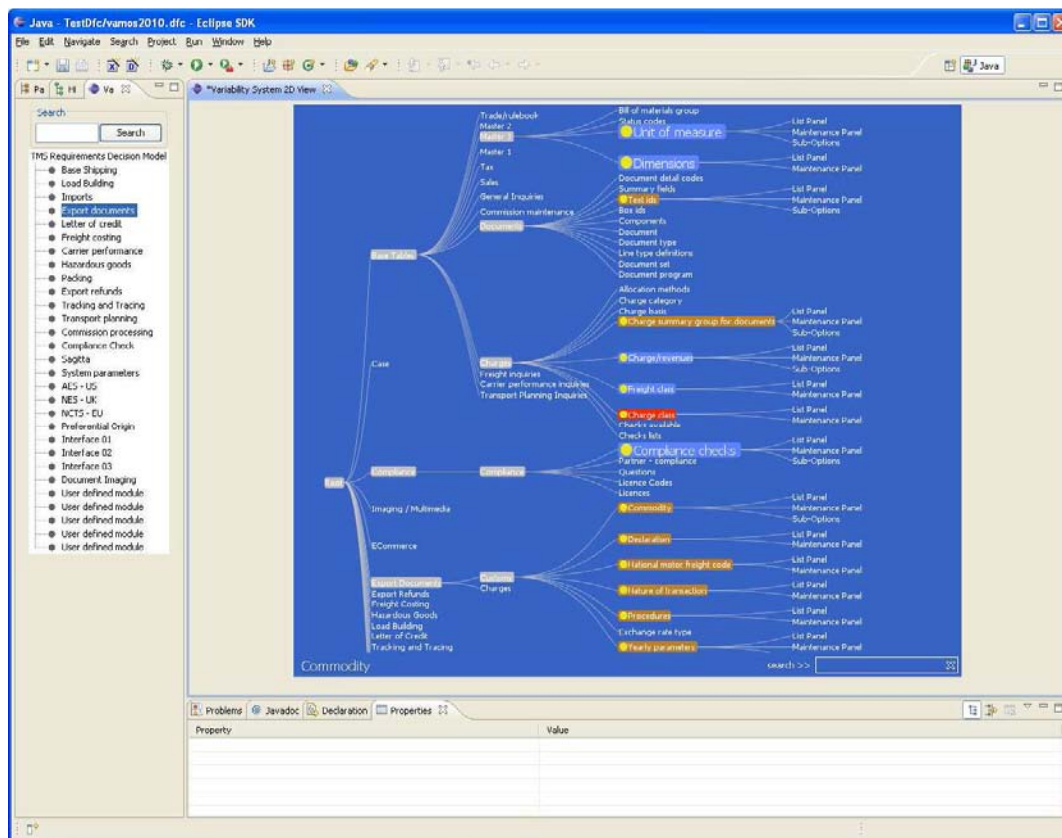 Java - TestDfc/vamos2010.dfc - Eclipse SDK
File Edit Navigate Search Project Run Window Help
Java
Pa Hi Va
*Variability System 2D View
Search
Search
TMS Requirements Decision Model
Base Shipping
Load Building
Imports
Export documents
Letter of credit
Freight costing
Carrier performance
Hazardous goods
Packing
Export refunds
Tracking and Tracing
Transport planning
Commission processing
Compliance Check
Sagitta
System parameters
AES - US
NES - UK
NCTS - EU
Preferential Origin
Interface 01
Interface 02
Interface 03
Document Imaging
User defined module
User defined module
User defined module
User defined module
User defined module
Root
Base Tables
Case
Compliance
Imaging / Multimedia
ECommerce
Export Documents
Export Refunds
Freight Costing
Hazardous Goods
Load Building
Letter of Credit
Tracking and Tracing
Trade/rulebook
Master 2
Master 3
Master 1
Tax
Sales
General Inquiries
Commission maintenance
Documents
Charges
Freight inquiries
Carrier performance inquiries
Transport Planning Inquiries
Compliance
Customs
Charges
Bill of materials group
Status codes
Unit of measure
List Panel
Maintenance Panel
Sub-Options
Dimensions
List Panel
Maintenance Panel
Document detail codes
Summary fields
Text ids
List Panel
Maintenance Panel
Sub-Options
Box ids
Components
Document
Document type
Line type definitions
Document set
Document program
Allocation methods
Charge category
Charge basis
Charge summary group for documents
List Panel
Maintenance Panel
Sub-Options
Charge/revenues
List Panel
Maintenance Panel
Sub-Options
Freight class
List Panel
Maintenance Panel
Charge class
List Panel
Maintenance Panel
Checks available
Checks lists
Compliance checks
List Panel
Maintenance Panel
Sub-Options
Partner - compliance
Questions
Licence Codes
Licences
Commodity
List Panel
Maintenance Panel
Sub-Options
Declaration
List Panel
Maintenance Panel
National motor freight code
List Panel
Maintenance Panel
Nature of transaction
List Panel
Maintenance Panel
Procedures
List Panel
Maintenance Panel
Exchange rate type
Yearly parameters
List Panel
Maintenance Panel
Commodity
search >>
Problems Javadoc Declaration Properties
Property Value